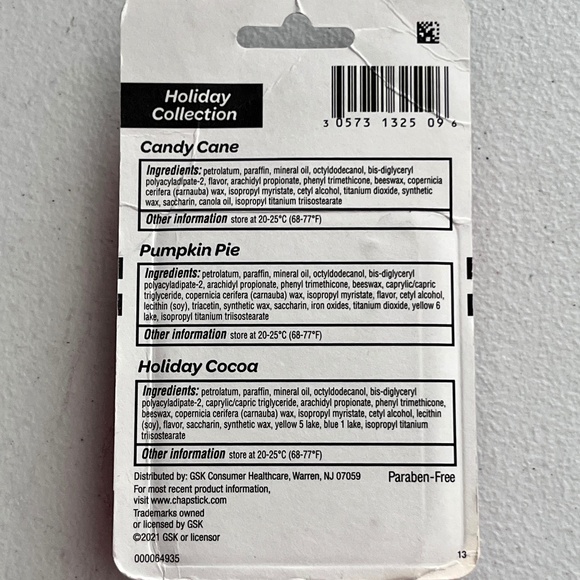 Holiday
Collection
3 0573 1325 09 6
Candy Cane
Ingredients: petrolatum, paraffin, mineral oil, octyldodecanol, bis-diglyceryl
polyacyladipate-2, flavor, arachidyl propionate, phenyl trimethicone, beeswax, copernicia
cerifera (carnauba) wax, isopropyl myristate, cetyl alcohol, titanium dioxide, synthetic
wax, saccharin, canola oil, isopropyl titanium triisostearate
Other information store at 20-25°C (68-77°F)
Pumpkin Pie
Ingredients: petrolatum, paraffin, mineral oil, octyldodecanol, bis-diglyceryl
polyacyladipate-2, arachidyl propionate, phenyl trimethicone, beeswax, caprylic/capric
triglyceride, copernicia cerifera (carnauba) wax, isopropyl myristate, flavor, cetyl alcohol,
lecithin (soy), triacetin, synthetic wax, saccharin, iron oxides, titanium dioxide, yellow 6
lake, isopropyl titanium triisostearate
Other information store at 20-25°C (68-77°F)
Holiday Cocoa
Ingredients: petrolatum, paraffin, mineral oil, octyldodecanol, bis-diglyceryl
polyacyladipate-2, caprylic/capric triglyceride, arachidyl propionate, phenyl trimethicone,
beeswax, copernicia cerifera (carnauba) wax, isopropyl myristate, cetyl alcohol, lecithin
(soy), flavor, saccharin, synthetic wax, yellow 5 lake, blue 1 lake, isopropyl titanium
triisostearate
Other information store at 20-25°C (68-77°F)
Distributed by: GSK Consumer Healthcare, Warren, NJ 07059 Paraben-Free
For most recent product information,
visit www.chapstick.com
Trademarks owned
or licensed by GSK
©2021 GSK or licensor
000064935 13